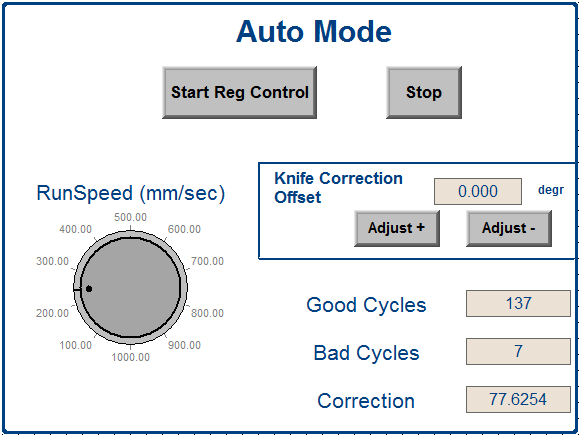 Auto Mode
Start Reg Control
Stop
Knife Correction
Offset
0.000
degr
Adjust +
Adjust -
RunSpeed (mm/sec)
500.00
400.00
600.00
300.00
700.00
200.00
800.00
100.00
900.00
1000.00
Good Cycles
137
Bad Cycles
7
Correction
77.6254